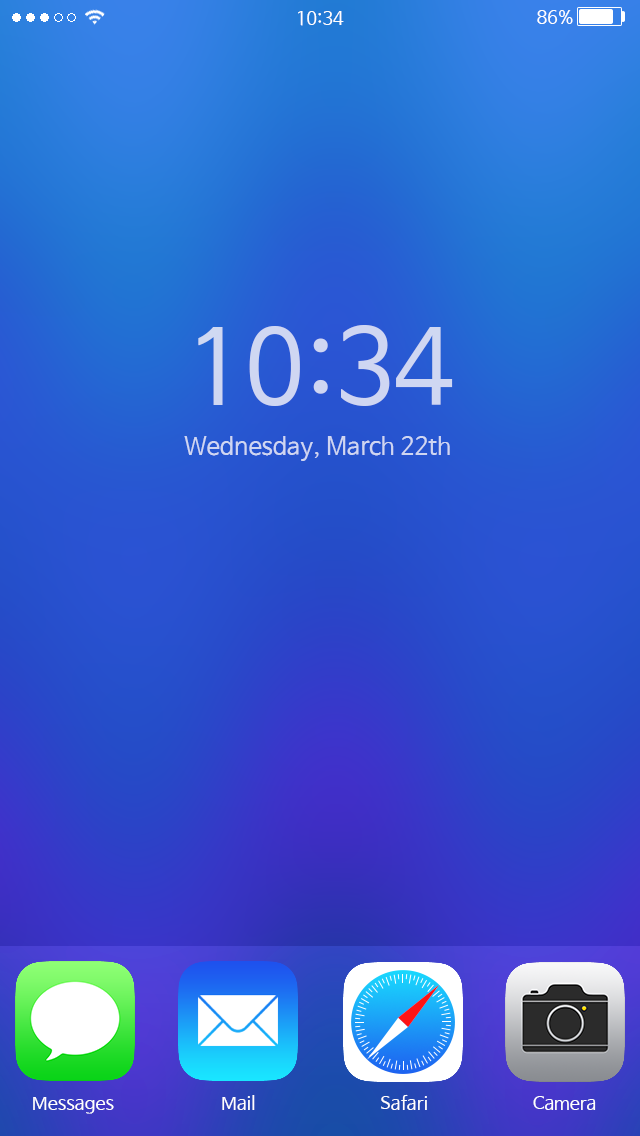 10:34 86%
10:34
Wednesday, March 22th
Messages Mail Safari Camera